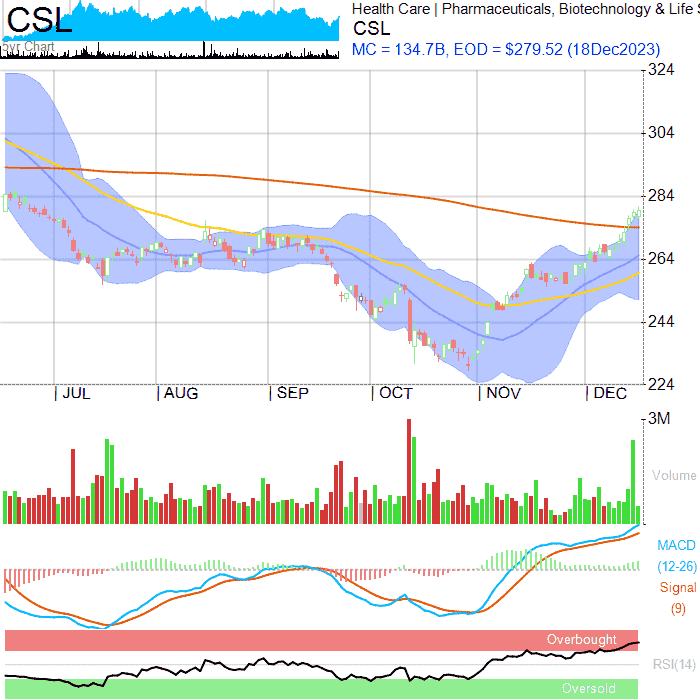 CSL
5yr Chart
Health Care | Pharmaceuticals, Biotechnology & Life S
CSL
MC = 134.7B, EOD = $279.52 (18Dec2023)
324
304
284
264
244
224
JUL
AUG
SEP
OCT
NOV
DEC
3M
Volume
MACD
(12-26)
Signal
(9)
Overbought
RSI(14)
Oversold